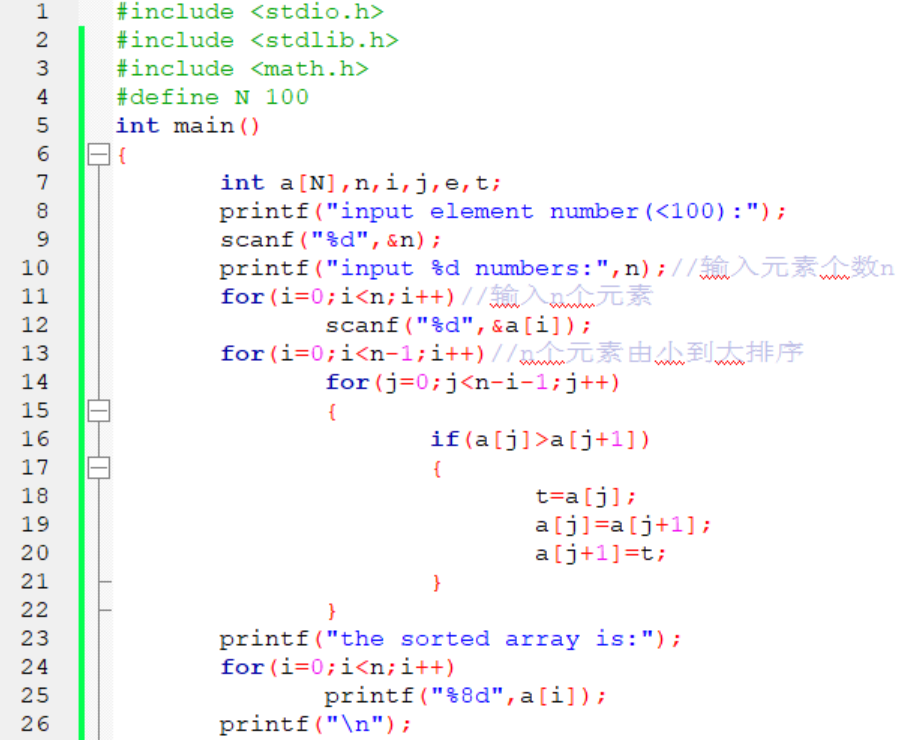 1 #include <stdio.h>
2 #include <stdlib.h>
3 #include <math.h>
4 #define N 100
5 int main()
6 {
7 int a[N],n,i,j,e,t;
8 printf("input element number(<100):");
9 scanf("%d",&n);
10 printf("input %d numbers:",n);//输入元素个数n
11 for(i=0;i<n;i++)//输入n个元素
12 scanf("%d",&a[i]);
13 for(i=0;i<n-1;i++)//n个元素由小到大排序
14 for(j=0;j<n-i-1;j++)
15 {
16 if(a[j]>a[j+1])
17 {
18 t=a[j];
19 a[j]=a[j+1];
20 a[j+1]=t;
21 }
22 }
23 printf("the sorted array is:");
24 for(i=0;i<n;i++)
25 printf("%8d",a[i]);
26 printf("\n");